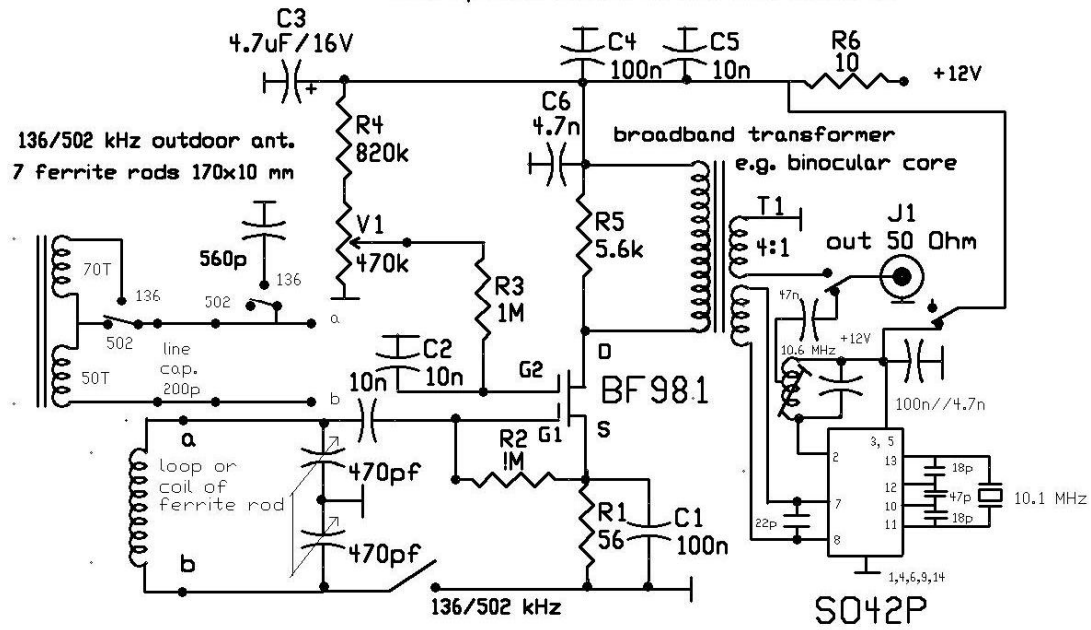 C3
4.7uF/16V
+
C4
100n
C5
10n
R6
10
+12V
136/502 kHz outdoor ant.
7 ferrite rods 170x10 mm
R4
820k
C6
4.7n
broadband transformer
e.g. binocular core
V1
470k
560p
R5
5.6k
T1
4:1
J1
out 50 Ohm
70T
136
502
136
502
a
R3
1M
47n
+12V
10.6 MHz
50T
line
cap.
200p
b
C2
10n
10n
G2
D
BF981
G1
S
100n//4.7n
a
loop or
coil of
ferrite rod
470pf
R2
1M
R1
56
C1
100n
3, 5
2
13
12
10
11
7
8
18p
47p
18p
10.1 MHz
22p
470pf
b
136/502 kHz
1,4,6,9,14
SO42P